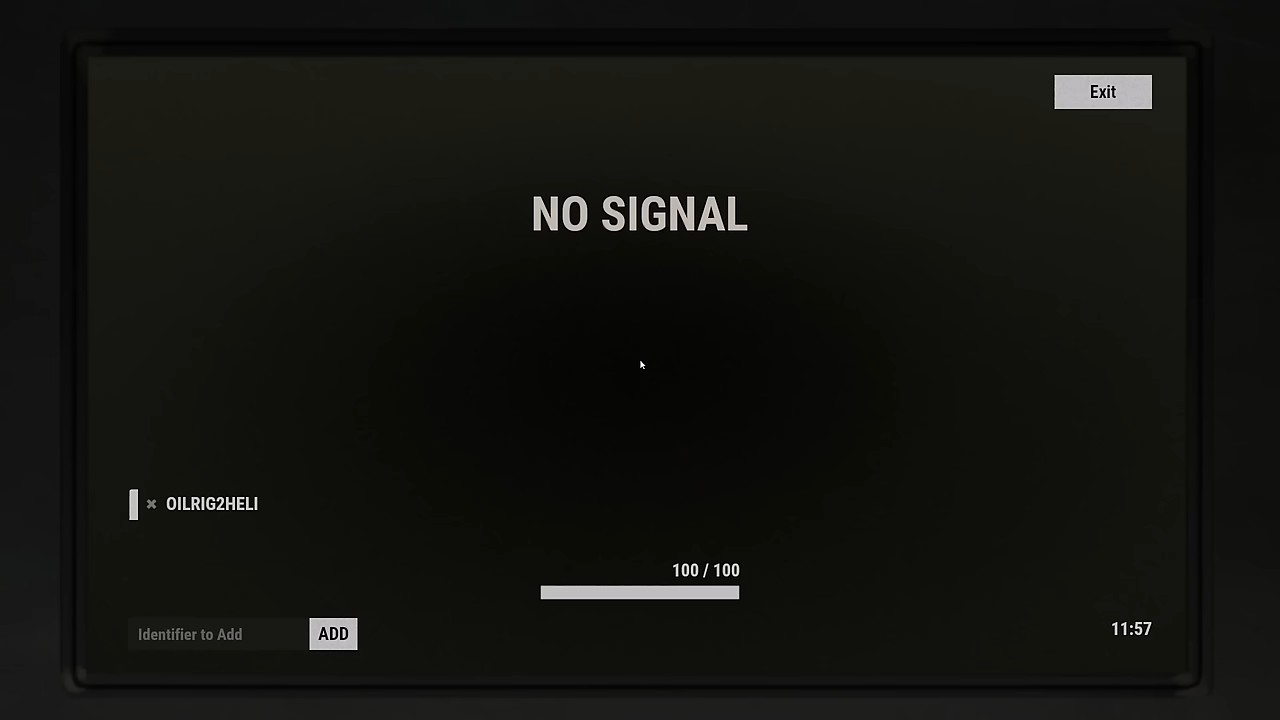 Exit
NO SIGNAL
OILRIG2HELI
100 / 100
Identifier to Add
ADD
11:57